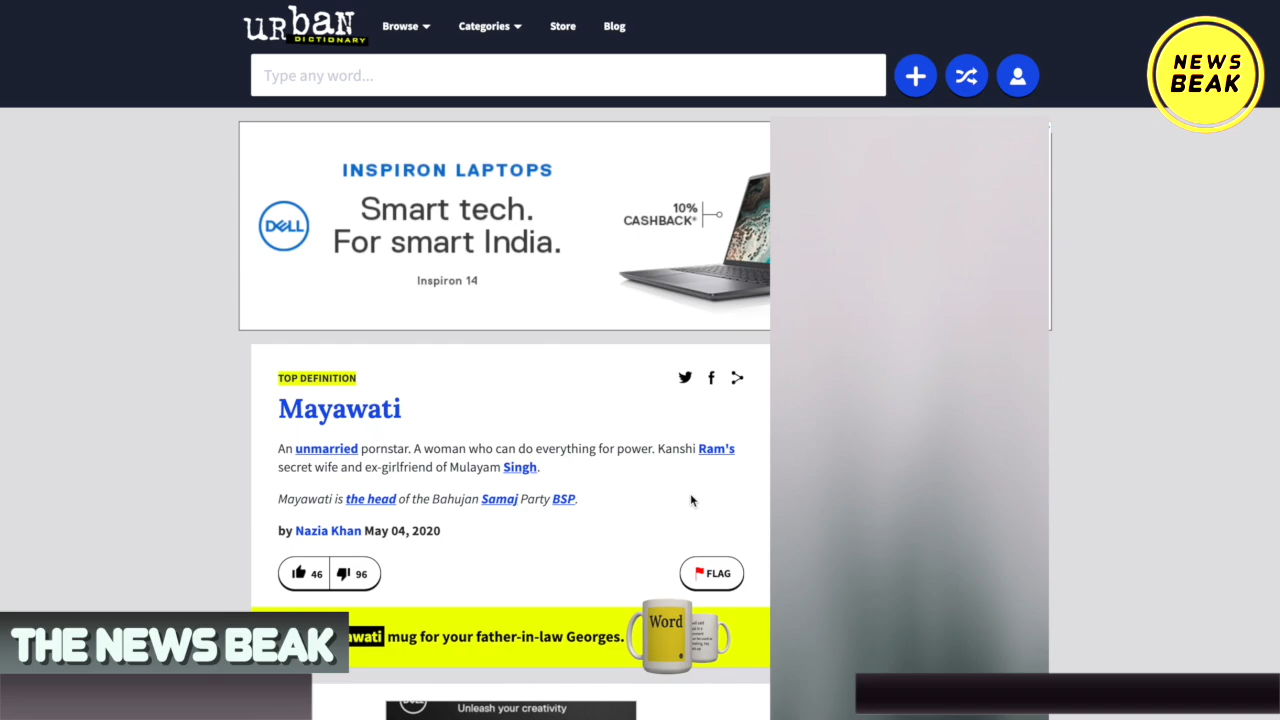 urban
DICTIONARY
Browse
Categories
Store
Blog
Type any word...
NEWS
BEAK
INSPIRON LAPTOPS
DELL
Smart tech.
For smart India.
Inspiron 14
10%
CASHBACK*
TOP DEFINITION
Mayawati
An unmarried pornstar. A woman who can do everything for power. Kanshi Ram's
secret wife and ex-girlfriend of Mulayam Singh.
Mayawati is the head of the Bahujan Samaj Party BSP.
by Nazia Khan May 04, 2020
46
96
FLAG
mug for your father-in-law Georges.
Word
THE NEWS BEAK
DELL
Unleash your creativity